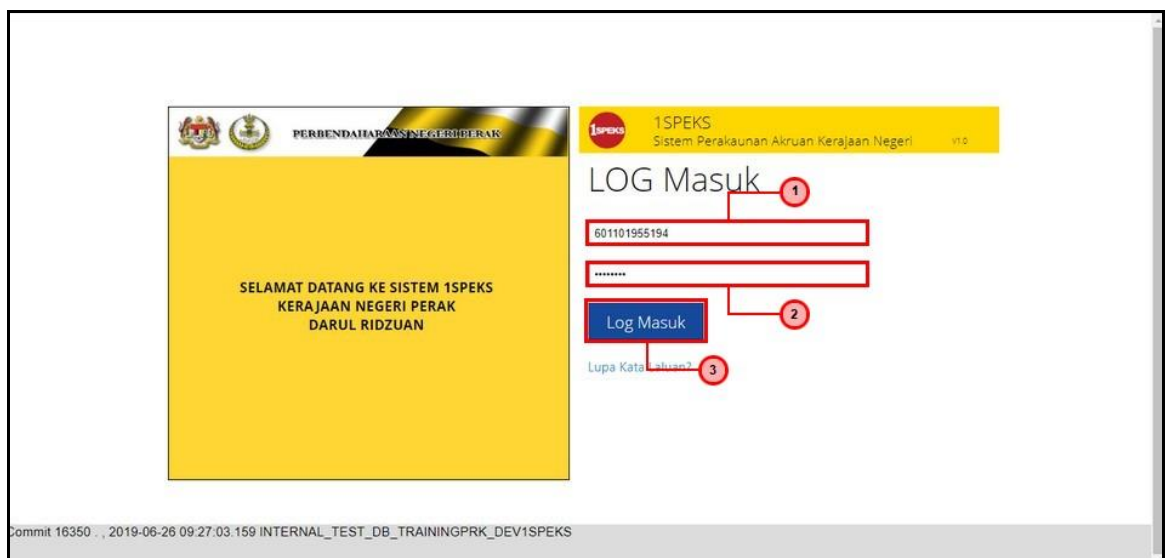 PERBENDAHARAAN NEGERI PERAK
SELAMAT DATANG KE SISTEM 1SPEKS
KERAJAAN NEGERI PERAK
DARUL RIDZUAN
1SPEKS
1SPEKS
Sistem Perakaunan Akruan Kerajaan Negeri v1.0
LOG Masuk
1
601101955194
••••••••
2
Log Masuk
Lupa Kata Laluan?
3
Commit 16350 . , 2019-06-26 09:27:03.159 INTERNAL_TEST_DB_TRAININGPRK_DEV1SPEKS